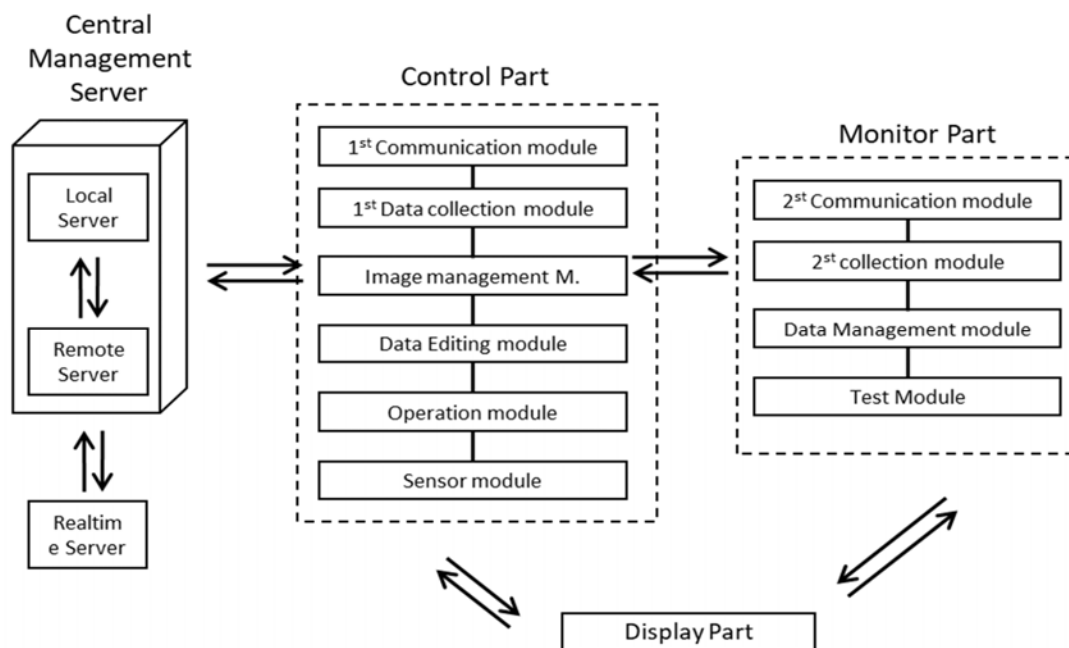 Central
Management
Server
Local
Server
Remote
Server
Realtim
e Server
Control Part
1st Communication module
1st Data collection module
Image management M.
Data Editing module
Operation module
Sensor module
Monitor Part
2st Communication module
2st collection module
Data Management module
Test Module
Display Part